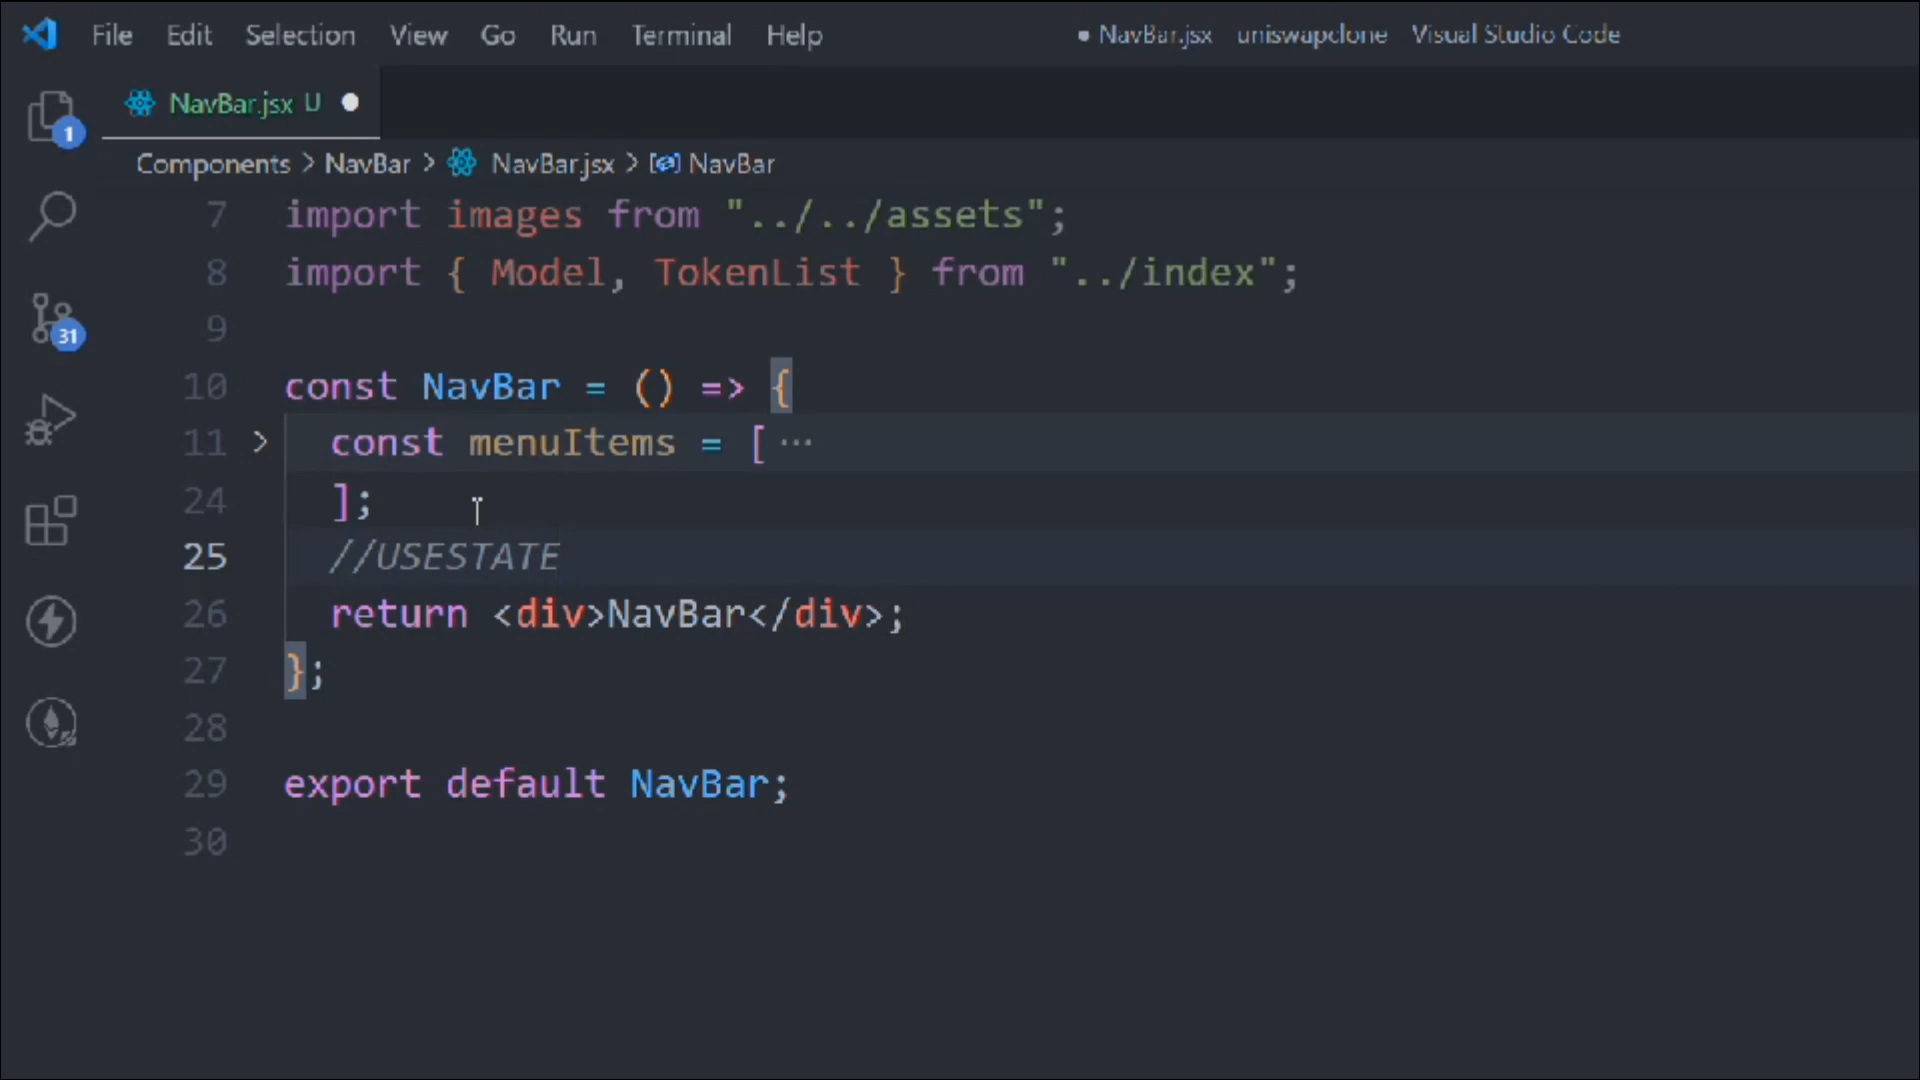 File Edit Selection View Go Run Terminal Help ● NavBar.jsx uniswapclone Visual Studio Code
NavBar.jsx U ●
1
Components > NavBar > NavBar.jsx > NavBar
7 import images from "../../assets";
8 import { Model, TokenList } from "../index";
9
31
10 const NavBar = () => {
11 > const menuItems = [ ···
24 ];
25 //USESTATE
26 return <div>NavBar</div>;
27 };
28
29 export default NavBar;
30